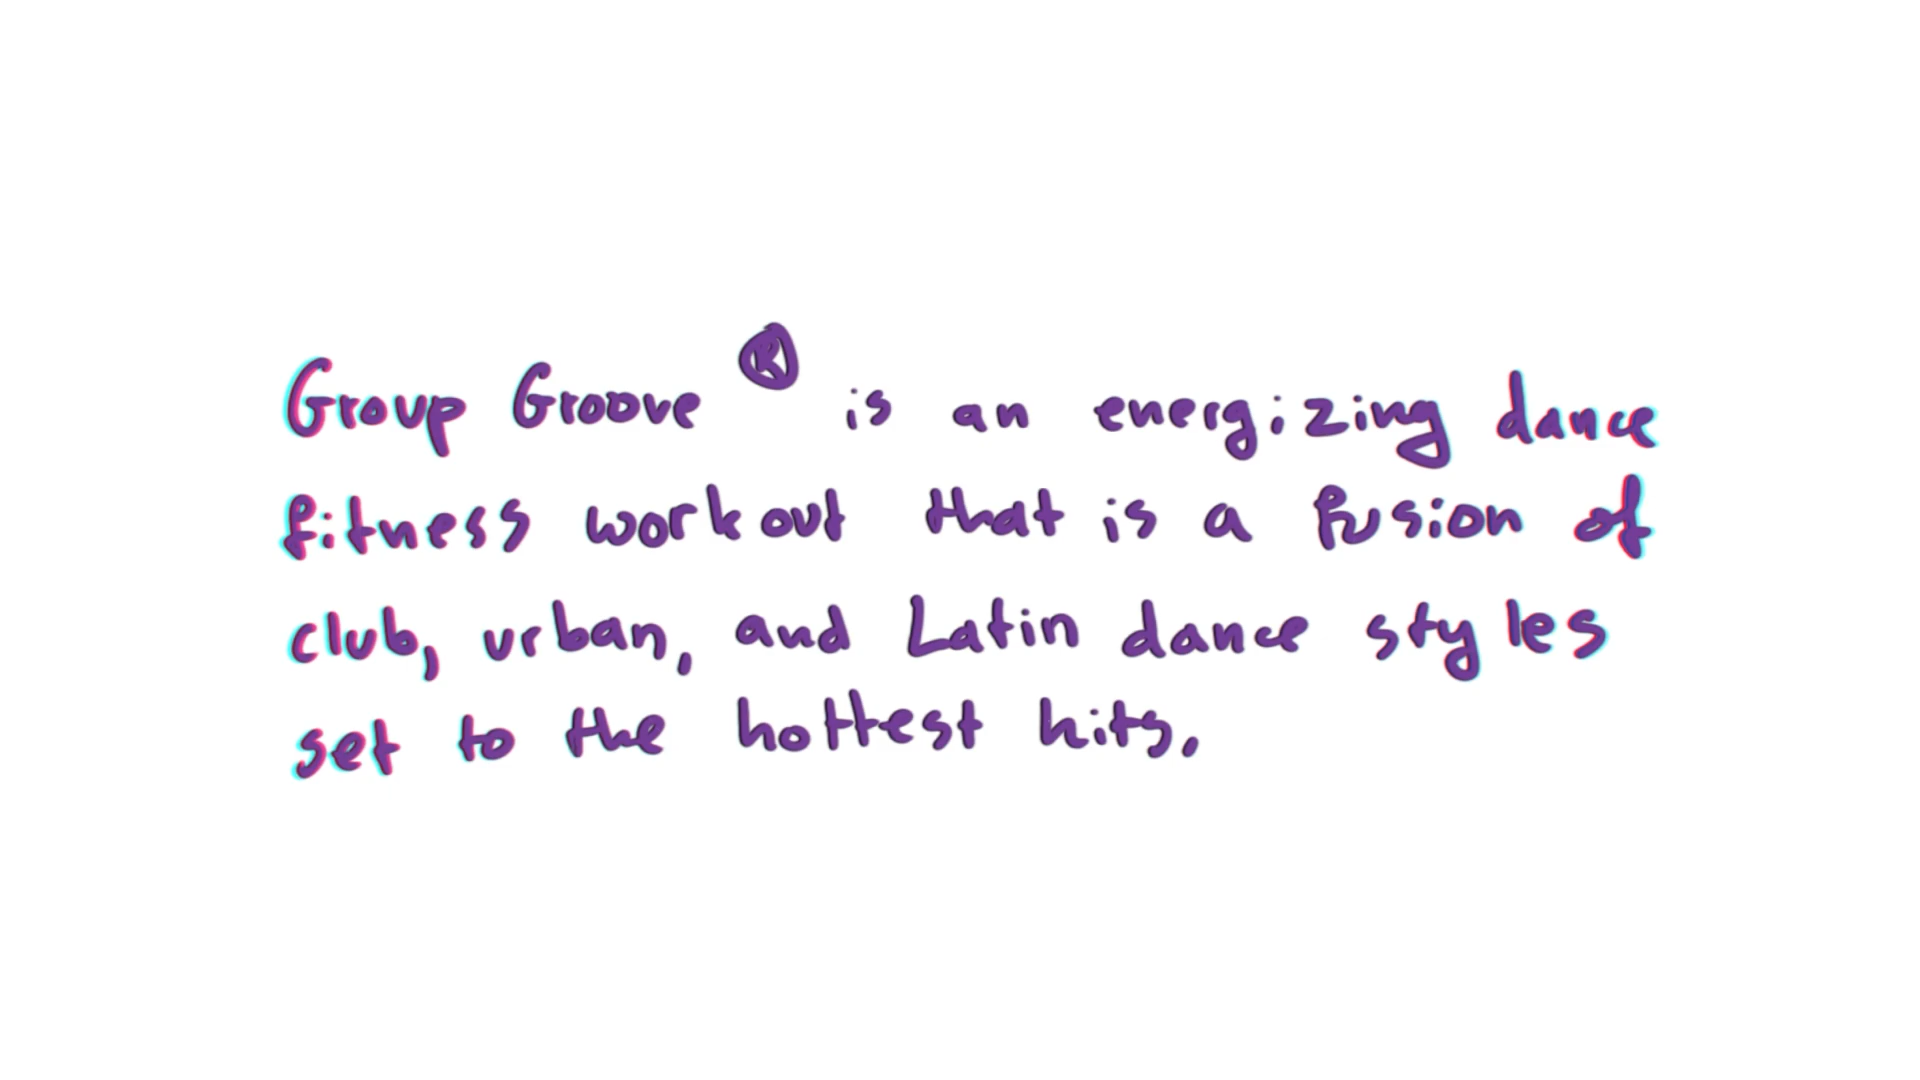 Group Groove ® is an energizing dance
fitness workout that is a fusion of
club, urban, and Latin dance styles
set to the hottest hits.